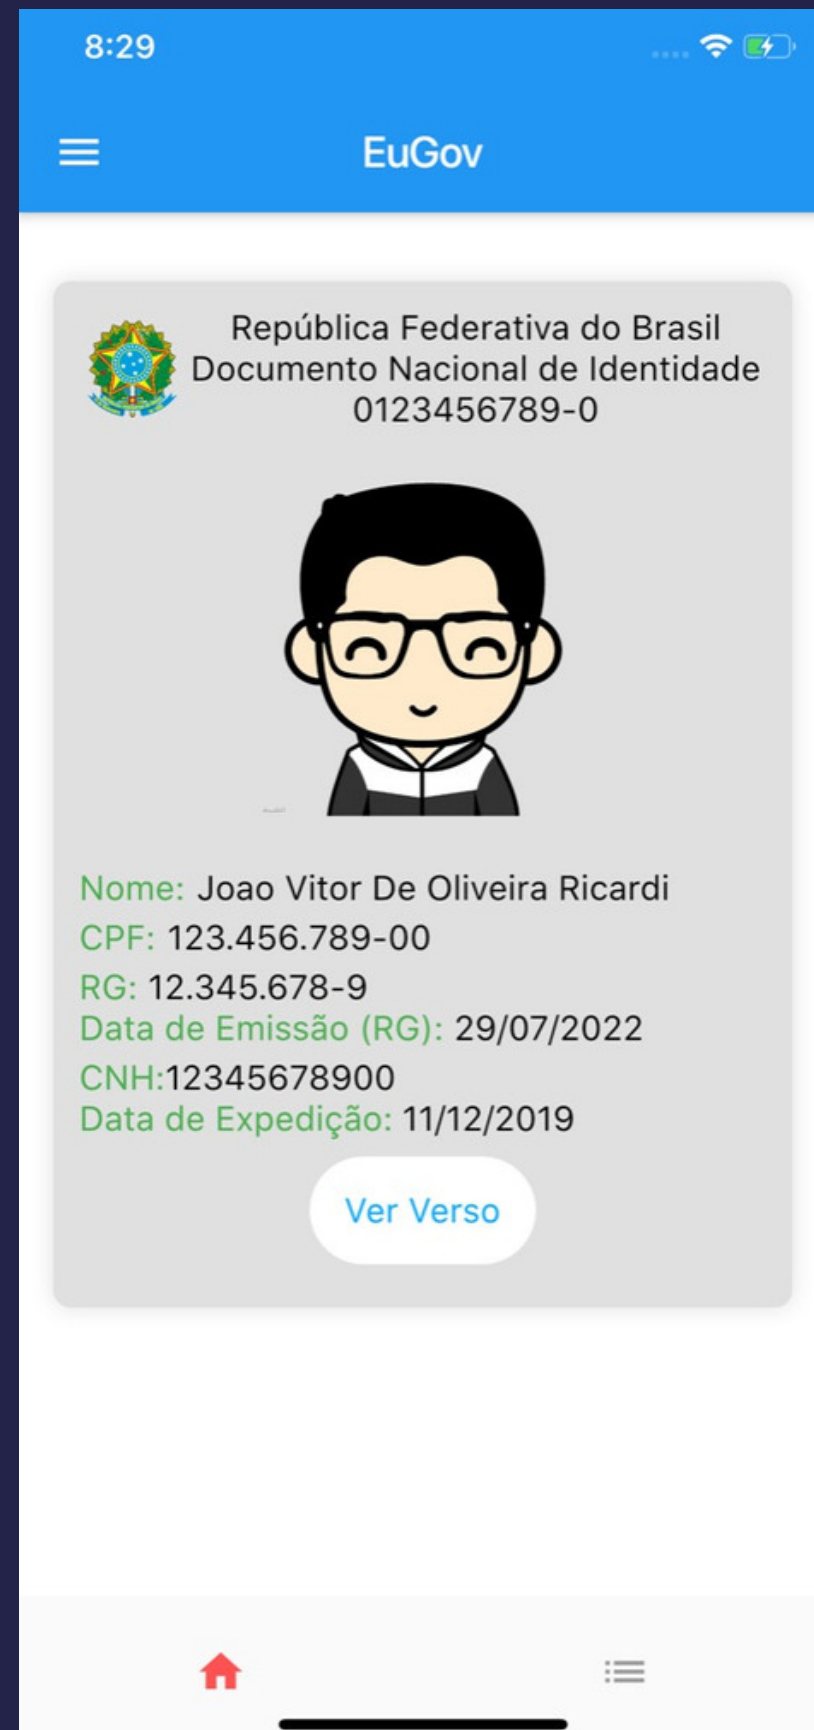 8:29
EuGov
República Federativa do Brasil
Documento Nacional de Identidade
0123456789-0
Nome: Joao Vitor De Oliveira Ricardi
CPF: 123.456.789-00
RG: 12.345.678-9
Data de Emissão (RG): 29/07/2022
CNH:12345678900
Data de Expedição: 11/12/2019
Ver Verso